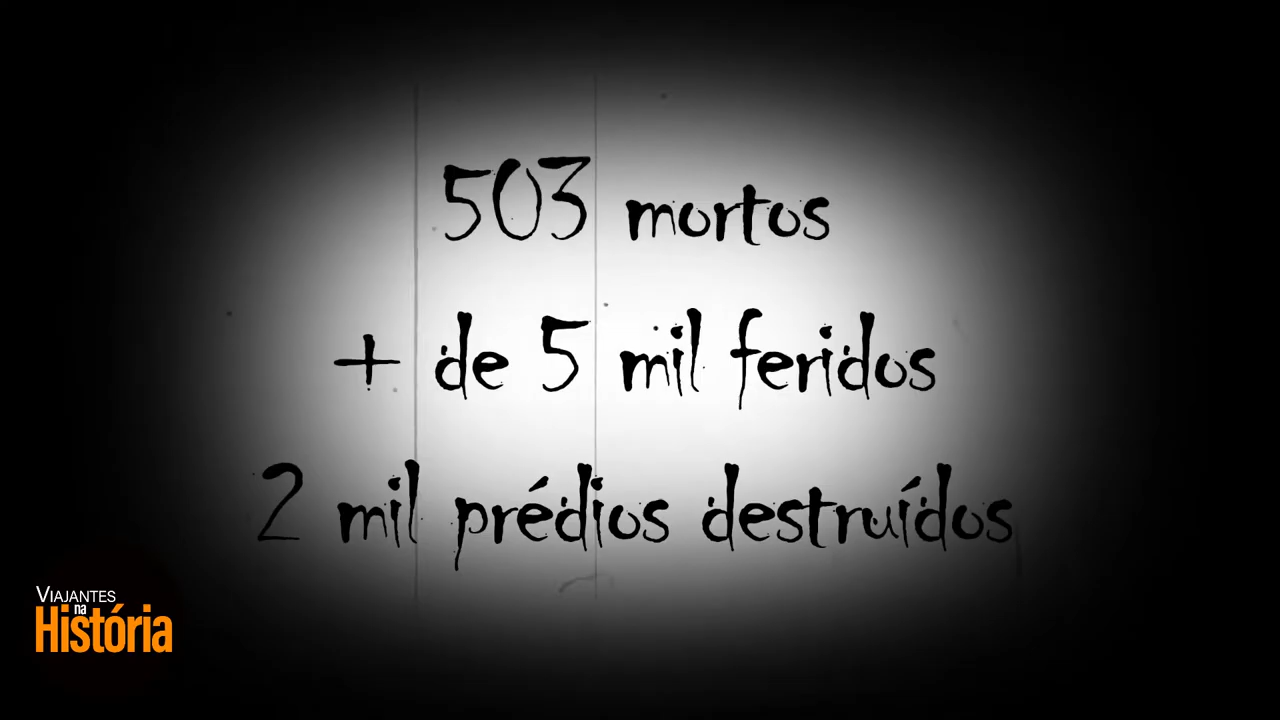 503 mortos
+ de 5 mil feridos
2 mil prédios destruídos
VIAJANTES
na
História